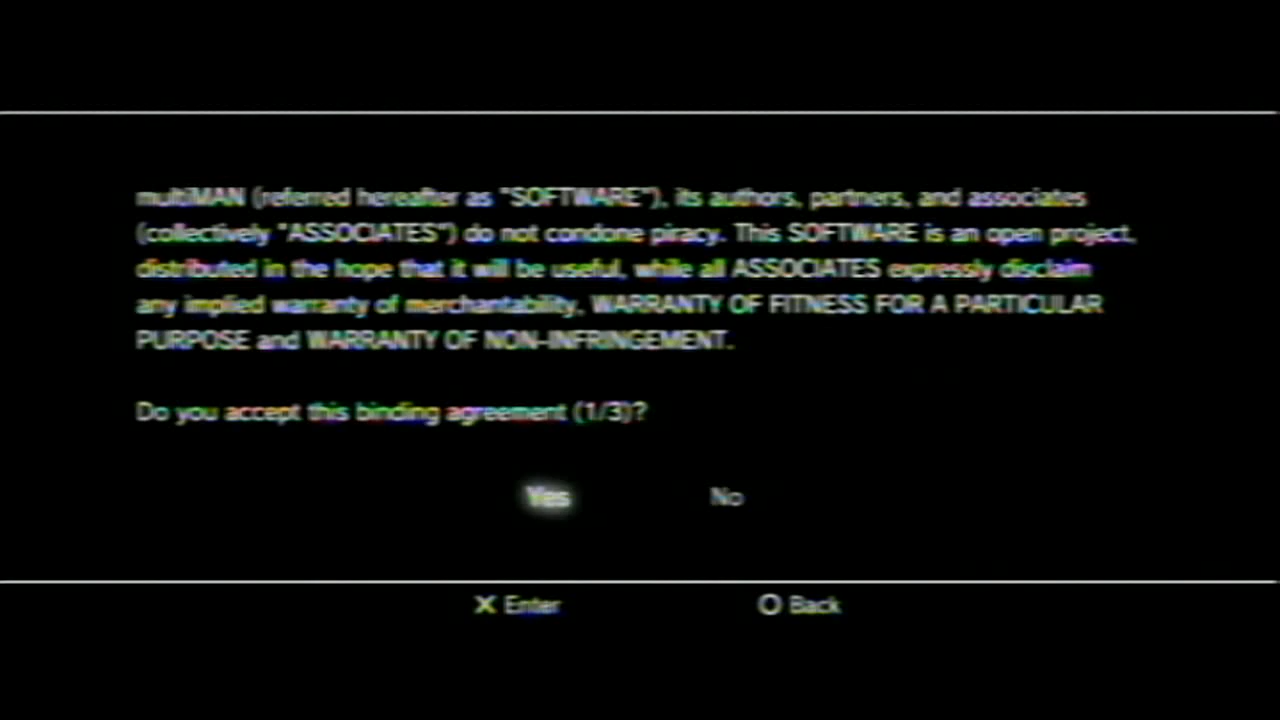 multiMAN (referred hereafter as "SOFTWARE"), its authors, partners, and associates
(collectively "ASSOCIATES") do not condone piracy. This SOFTWARE is an open project,
distributed in the hope that it will be useful, while all ASSOCIATES expressly disclaim
any implied warranty of merchantability, WARRANTY OF FITNESS FOR A PARTICULAR
PURPOSE and WARRANTY OF NON-INFRINGEMENT.
Do you accept this binding agreement (1/3)?
Yes No
X Enter O Back